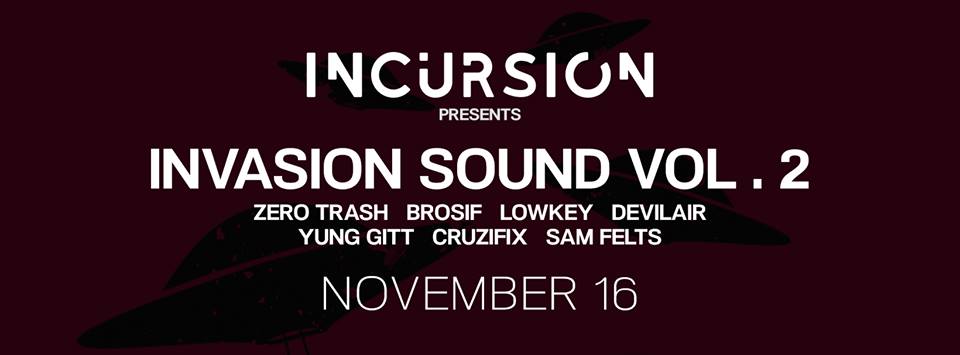 INCURSION
PRESENTS
INVASION SOUND VOL . 2
ZERO TRASH BROSIF LOWKEY DEVILAIR
YUNG GITT CRUZIFIX SAM FELTS
NOVEMBER 16